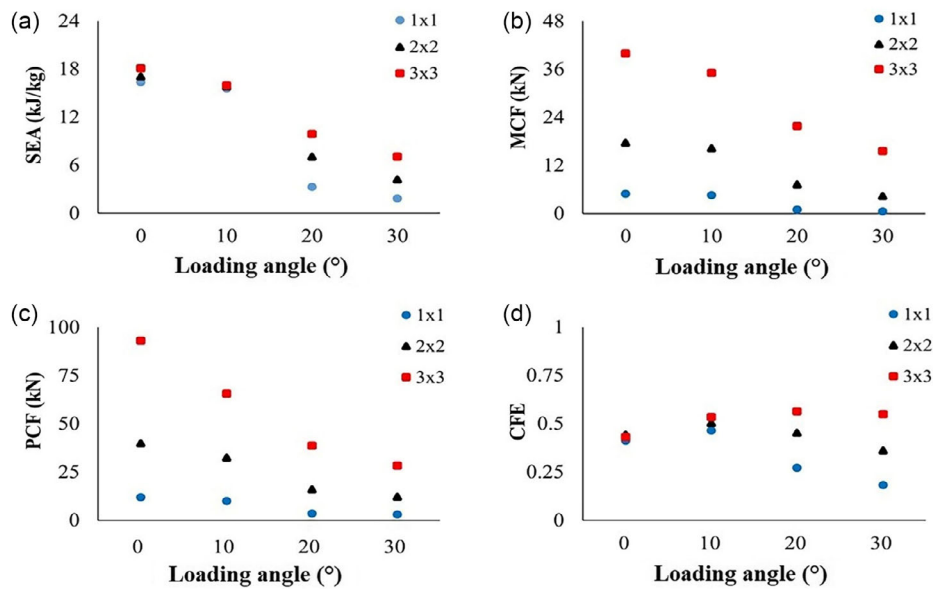 (a)
24
18
12
6
0
SEA (kJ/kg)
1x1
2x2
3x3
0 10 20 30
Loading angle (°)
(b)
48
36
24
12
0
MCF (kN)
1x1
2x2
3x3
0 10 20 30
Loading angle (°)
(c)
100
75
50
25
0
PCF (kN)
1x1
2x2
3x3
0 10 20 30
Loading angle (°)
(d)
1
0.75
0.5
0.25
0
CFE
1x1
2x2
3x3
0 10 20 30
Loading angle (°)